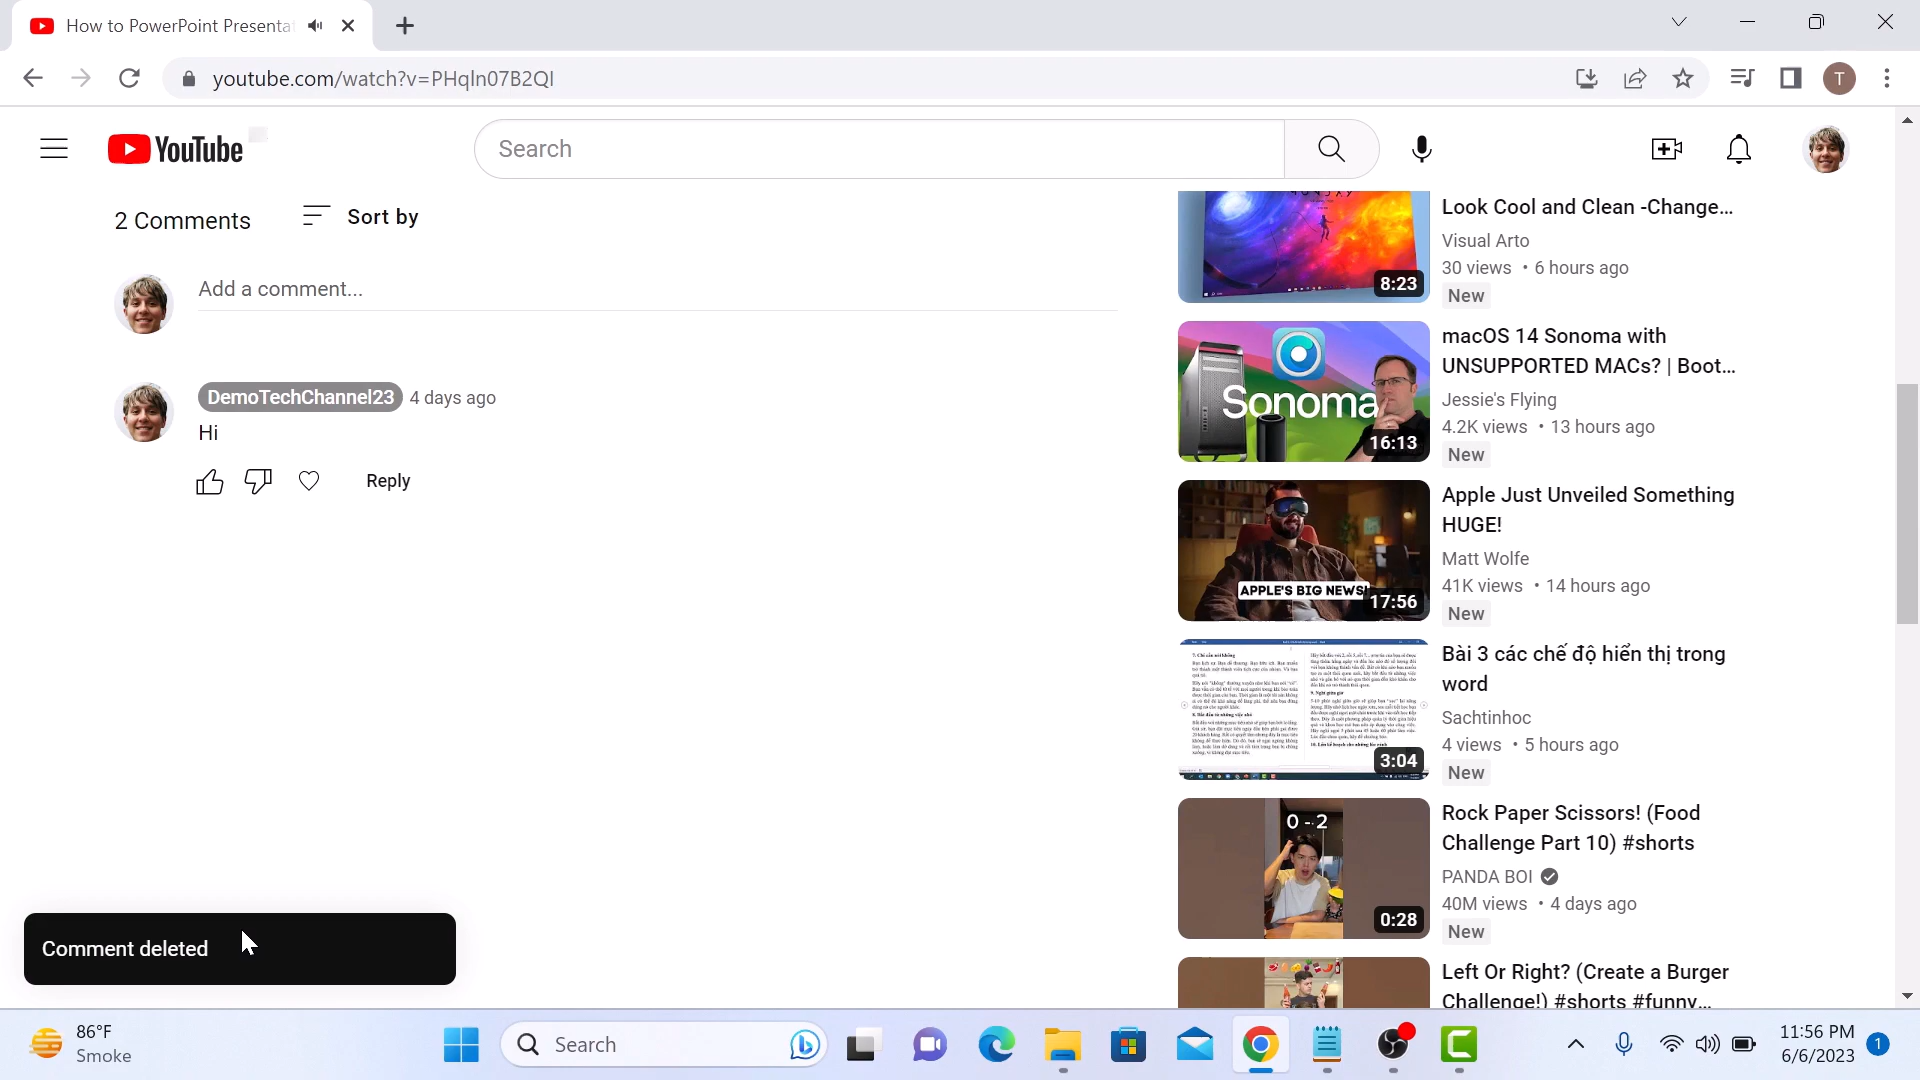 How to PowerPoint Presentat
youtube.com/watch?v=PHqln07B2QI
T
YouTube
Search
2 Comments
Sort by
Add a comment...
DemoTechChannel23 4 days ago
Hi
Reply
Comment deleted
8:23
Look Cool and Clean -Change...
Visual Arto
30 views • 6 hours ago
New
Sonoma
16:13
macOS 14 Sonoma with
UNSUPPORTED MACs? | Boot...
Jessie's Flying
4.2K views • 13 hours ago
New
APPLE'S BIG NEWS!
17:56
Apple Just Unveiled Something
HUGE!
Matt Wolfe
41K views • 14 hours ago
New
3:04
Bài 3 các chế độ hiển thị trong
word
Sachtinhoc
4 views • 5 hours ago
New
0 - 2
0:28
Rock Paper Scissors! (Food
Challenge Part 10) #shorts
PANDA BOI
40M views • 4 days ago
New
Left Or Right? (Create a Burger
Challenge!) #shorts #funny...
86°F
Smoke
Search
11:56 PM
6/6/2023
1